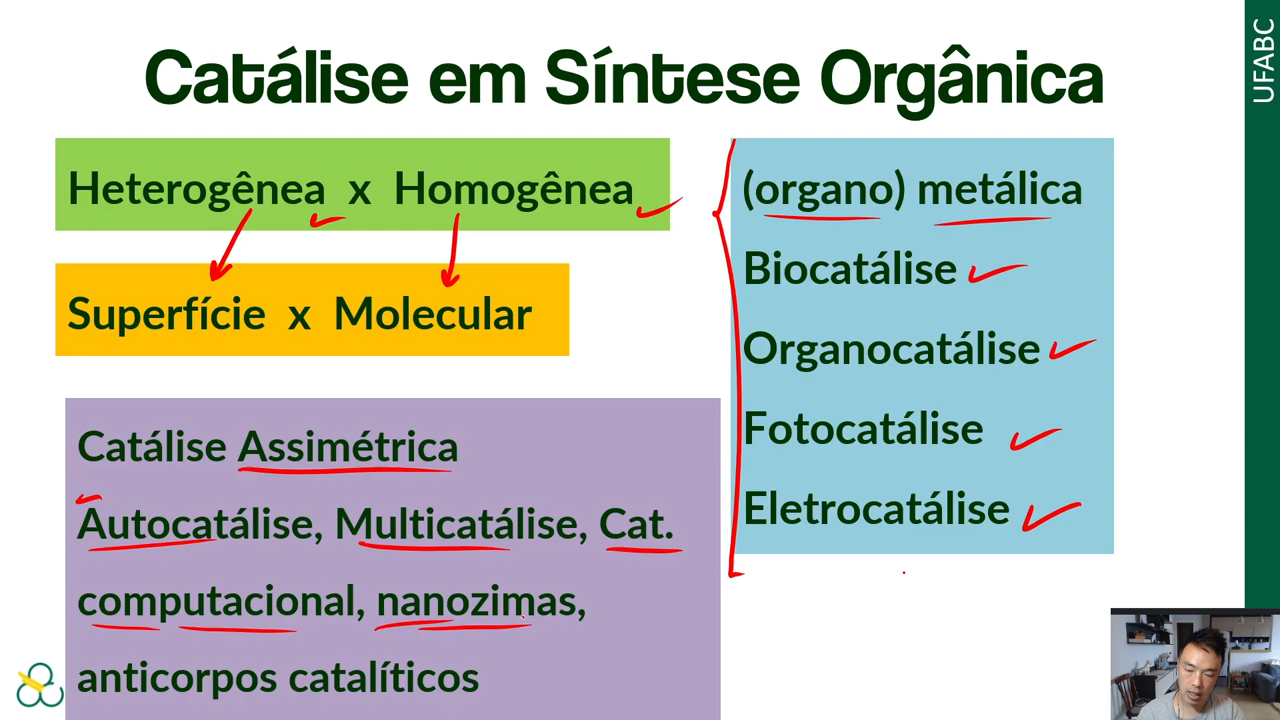 Catálise em Síntese Orgânica
Heterogênea x Homogênea
Superfície x Molecular
Catálise Assimétrica
Autocatálise, Multicatálise, Cat.
computacional, nanozimas,
anticorpos catalíticos
(organo) metálica
Biocatálise
Organocatálise
Fotocatálise
Eletrocatálise
UFABC